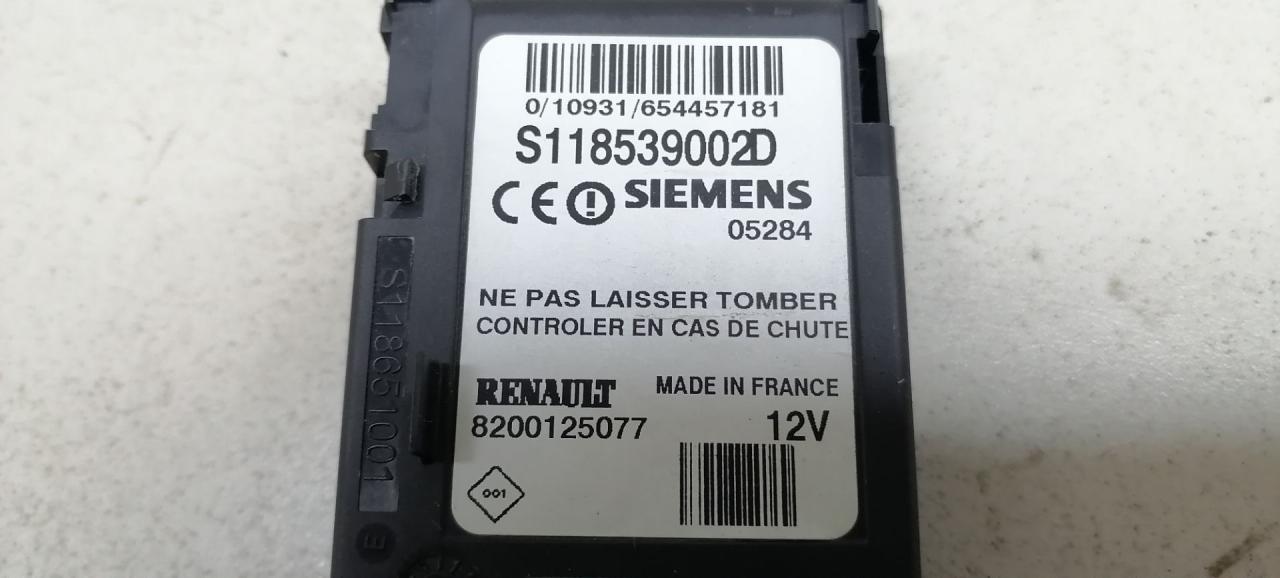 0/10931/654457181
S118539002D
CE SIEMENS
05284
NE PAS LAISSER TOMBER
CONTROLER EN CAS DE CHUTE
RENAULT MADE IN FRANCE
8200125077 12V
001
S118651001
E